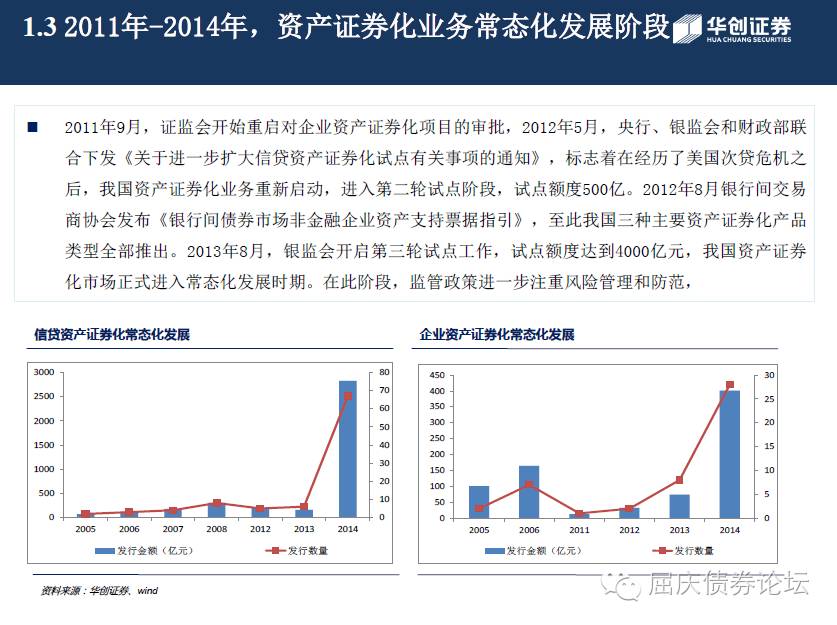 1.3 2011年-2014年，资产证券化业务常态化发展阶段
华创证券
HUA CHUANG SECURITIES
■ 2011年9月，证监会开始重启对企业资产证券化项目的审批，2012年5月，央行、银监会和财政部联
合下发《关于进一步扩大信贷资产证券化试点有关事项的通知》，标志着在经历了美国次贷危机之
后，我国资产证券化业务重新启动，进入第二轮试点阶段，试点额度500亿。2012年8月银行间交易
商协会发布《银行间债券市场非金融企业资产支持票据指引》，至此我国三种主要资产证券化产品
类型全部推出。2013年8月，银监会开启第三轮试点工作，试点额度达到4000亿元，我国资产证券
化市场正式进入常态化发展时期。在此阶段，监管政策进一步注重风险管理和防范，
信贷资产证券化常态化发展
3000
2500
2000
1500
1000
500
0
80
70
60
50
40
30
20
10
0
2005 2006 2007 2008 2012 2013 2014
发行金额（亿元） 发行数量
企业资产证券化常态化发展
450
400
350
300
250
200
150
100
50
0
30
25
20
15
10
5
0
2005 2006 2011 2012 2013 2014
发行金额（亿元） 发行数量
资料来源：华创证券、wind
屈庆债券论坛